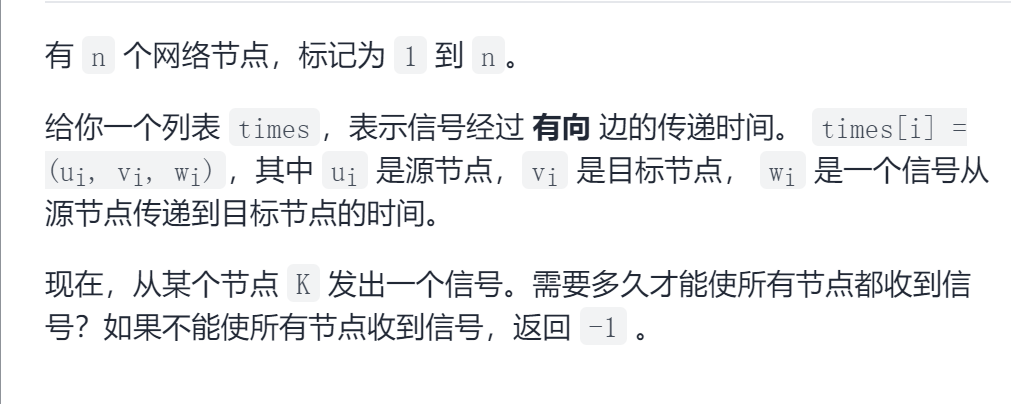 有 n 个网络节点，标记为 1 到 n 。
给你一个列表 times ，表示信号经过 有向 边的传递时间。 times[i] =
(ui, vi, wi) ，其中 ui 是源节点， vi 是目标节点， wi 是一个信号从
源节点传递到目标节点的时间。
现在，从某个节点 K 发出一个信号。需要多久才能使所有节点都收到信
号？如果不能使所有节点收到信号，返回 -1 。